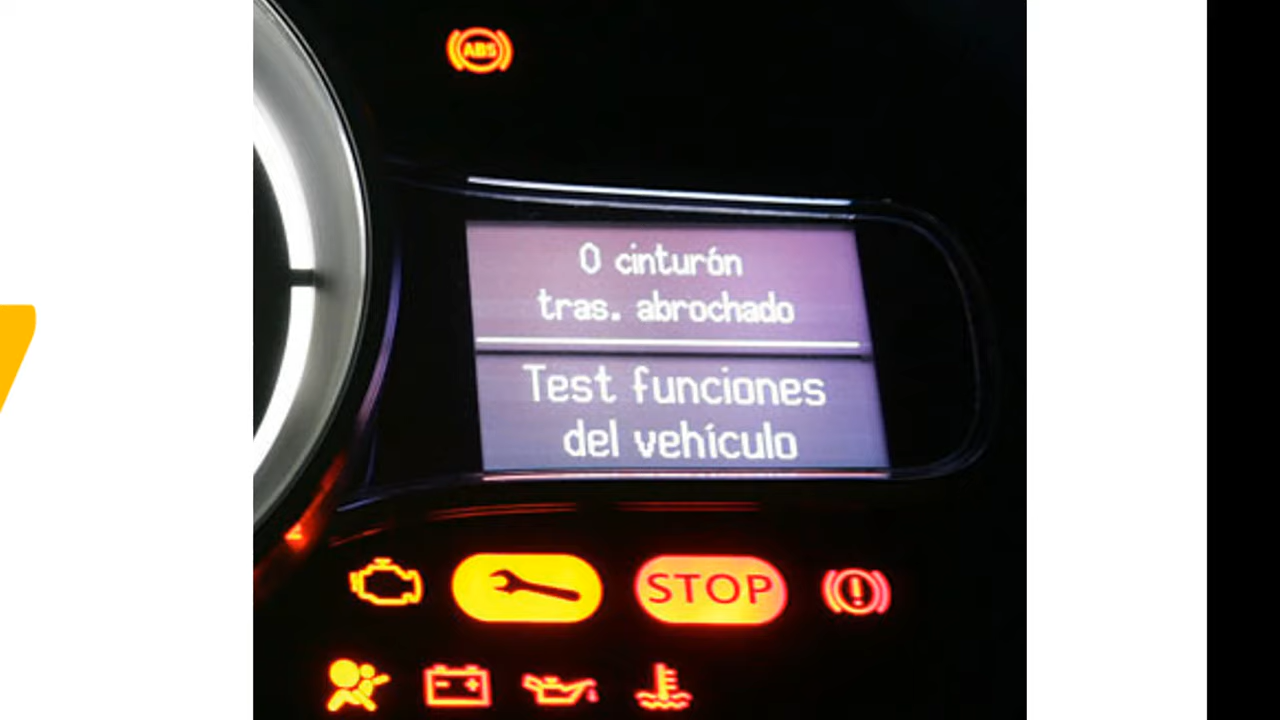 ABS
0 cinturón
tras. abrochado
Test funciones
del vehículo
STOP